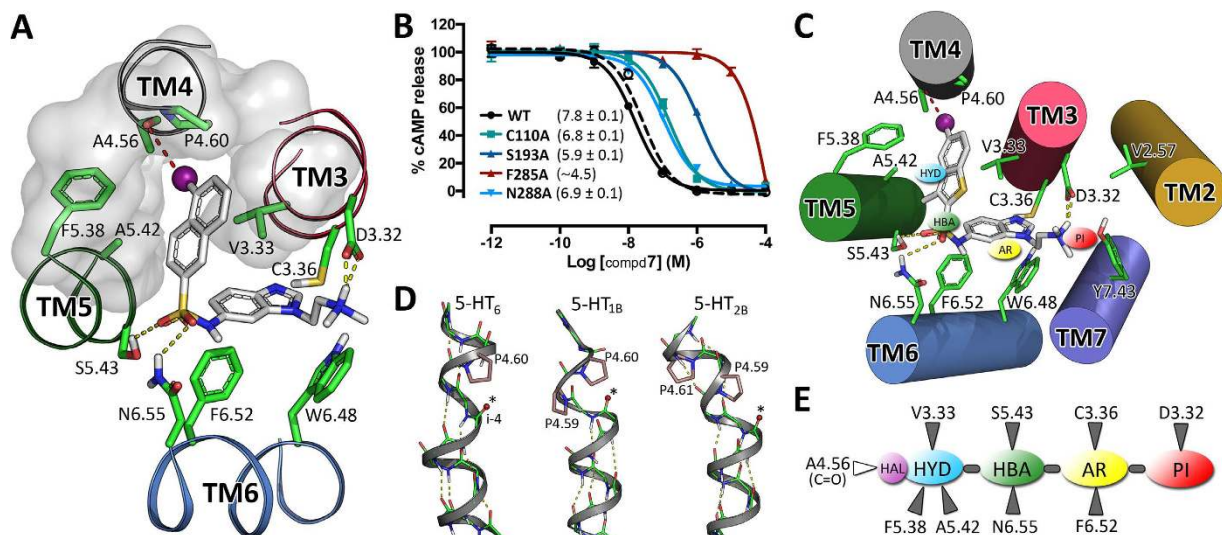 A
TM4
A4.56
P4.60
TM3
F5.38
A5.42
V3.33
D3.32
C3.36
TM5
S5.43
N6.55
F6.52
W6.48
TM6
B
% cAMP release
120
100
80
60
40
20
0
WT (7.8 ± 0.1)
C110A (6.8 ± 0.1)
S193A (5.9 ± 0.1)
F285A (~4.5)
N288A (6.9 ± 0.1)
-12 -10 -8 -6 -4
Log [compd7] (M)
C
TM4
A4.56
P4.60
TM3
F5.38
V3.33
V2.57
A5.42
HYD
C3.36
D3.32
TM2
TM5
HBA
AR
PI
S5.43
N6.55
F6.52
W6.48
Y7.43
TM7
TM6
D
5-HT6 5-HT1B 5-HT2B
P4.60
*
i-4
P4.60
P4.59
*
P4.59
P4.61
*
E
V3.33 S5.43 C3.36 D3.32
A4.56
(C=O)
HAL HYD HBA AR PI
F5.38 A5.42 N6.55 F6.52